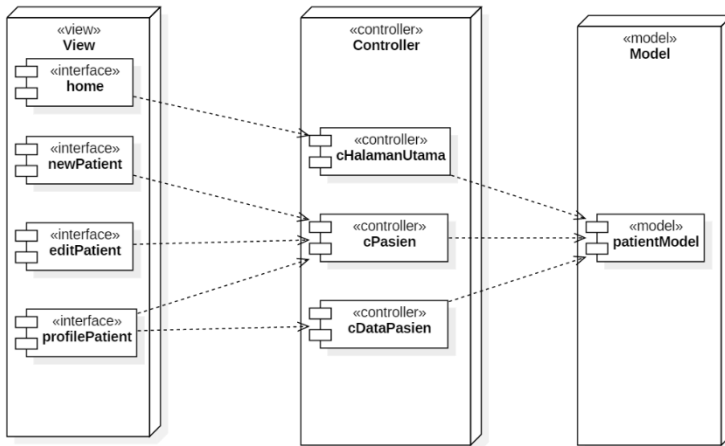 «view»
View
«interface»
home
«interface»
newPatient
«interface»
editPatient
«interface»
profilePatient
«controller»
Controller
«controller»
cHalamanUtama
«controller»
cPasien
«controller»
cDataPasien
«model»
Model
«model»
patientModel